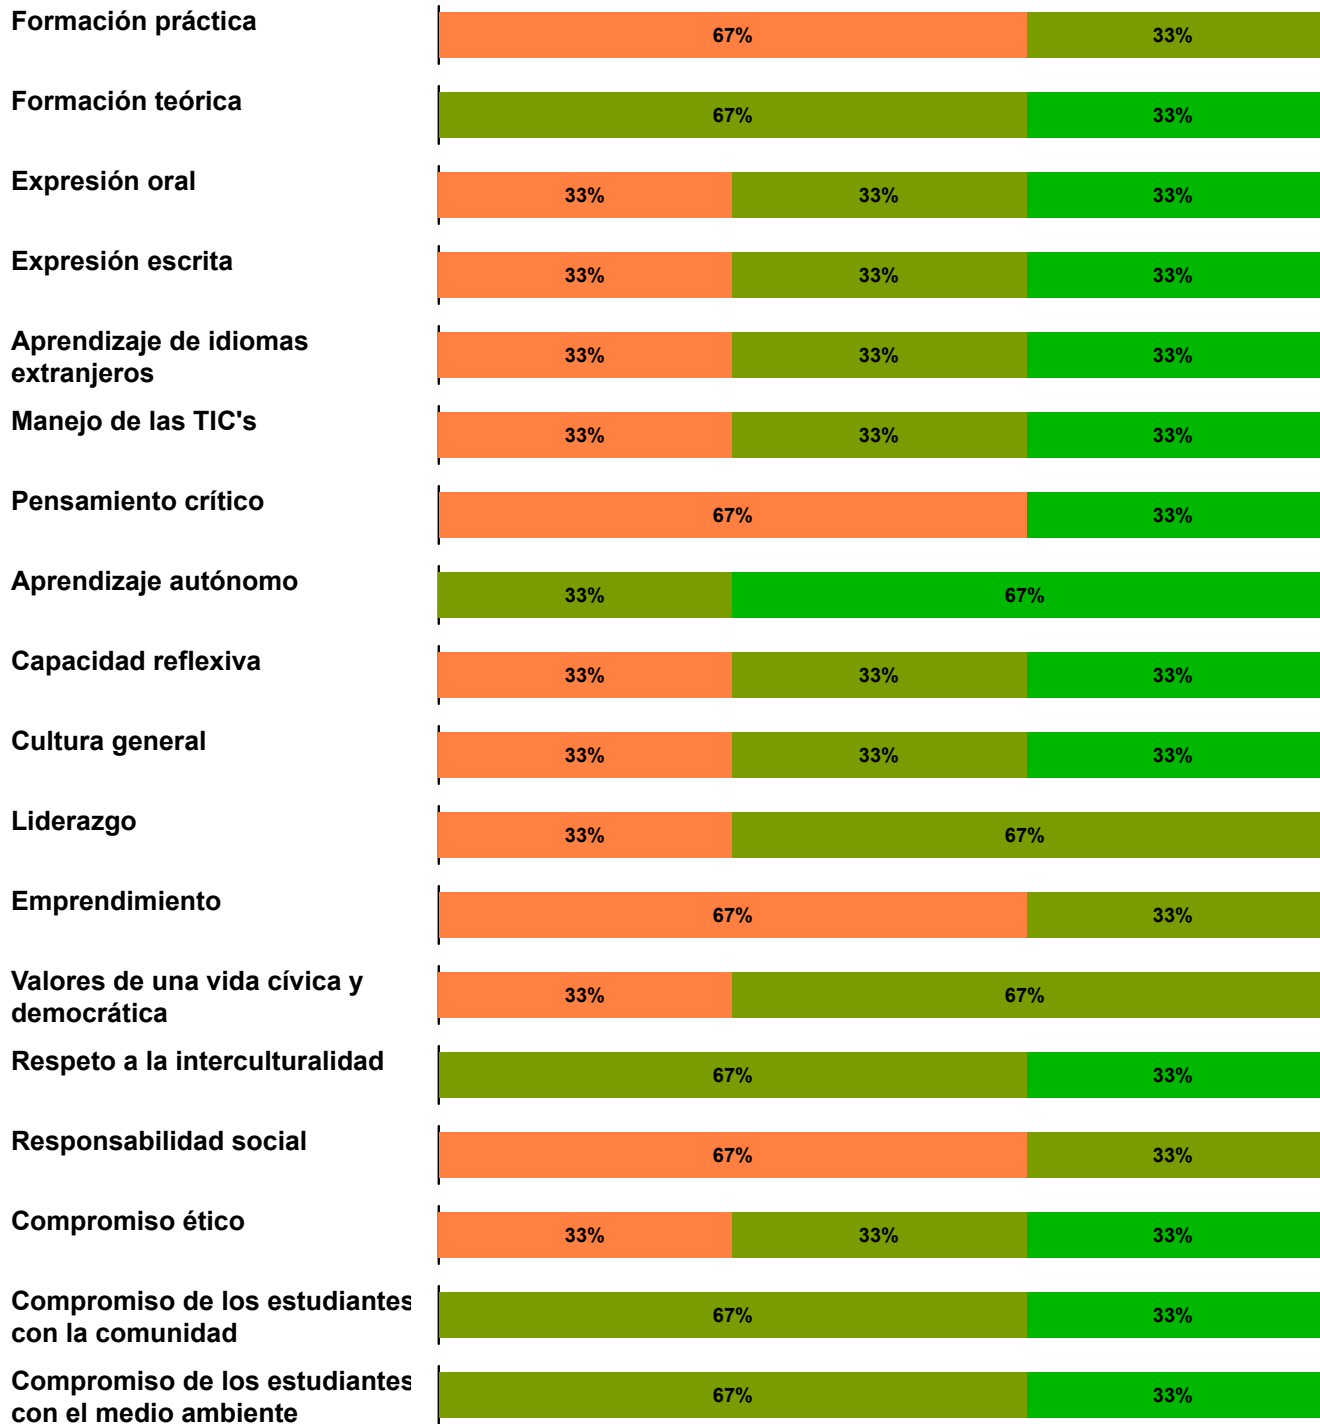 Formación práctica
67% 33%
Formación teórica
67% 33%
Expresión oral
33% 33% 33%
Expresión escrita
33% 33% 33%
Aprendizaje de idiomas
extranjeros
33% 33% 33%
Manejo de las TIC's
33% 33% 33%
Pensamiento crítico
67% 33%
Aprendizaje autónomo
33% 67%
Capacidad reflexiva
33% 33% 33%
Cultura general
33% 33% 33%
Liderazgo
33% 67%
Emprendimiento
67% 33%
Valores de una vida cívica y
democrática
33% 67%
Respeto a la interculturalidad
67% 33%
Responsabilidad social
67% 33%
Compromiso ético
33% 33% 33%
Compromiso de los estudiantes
con la comunidad
67% 33%
Compromiso de los estudiantes
con el medio ambiente
67% 33%